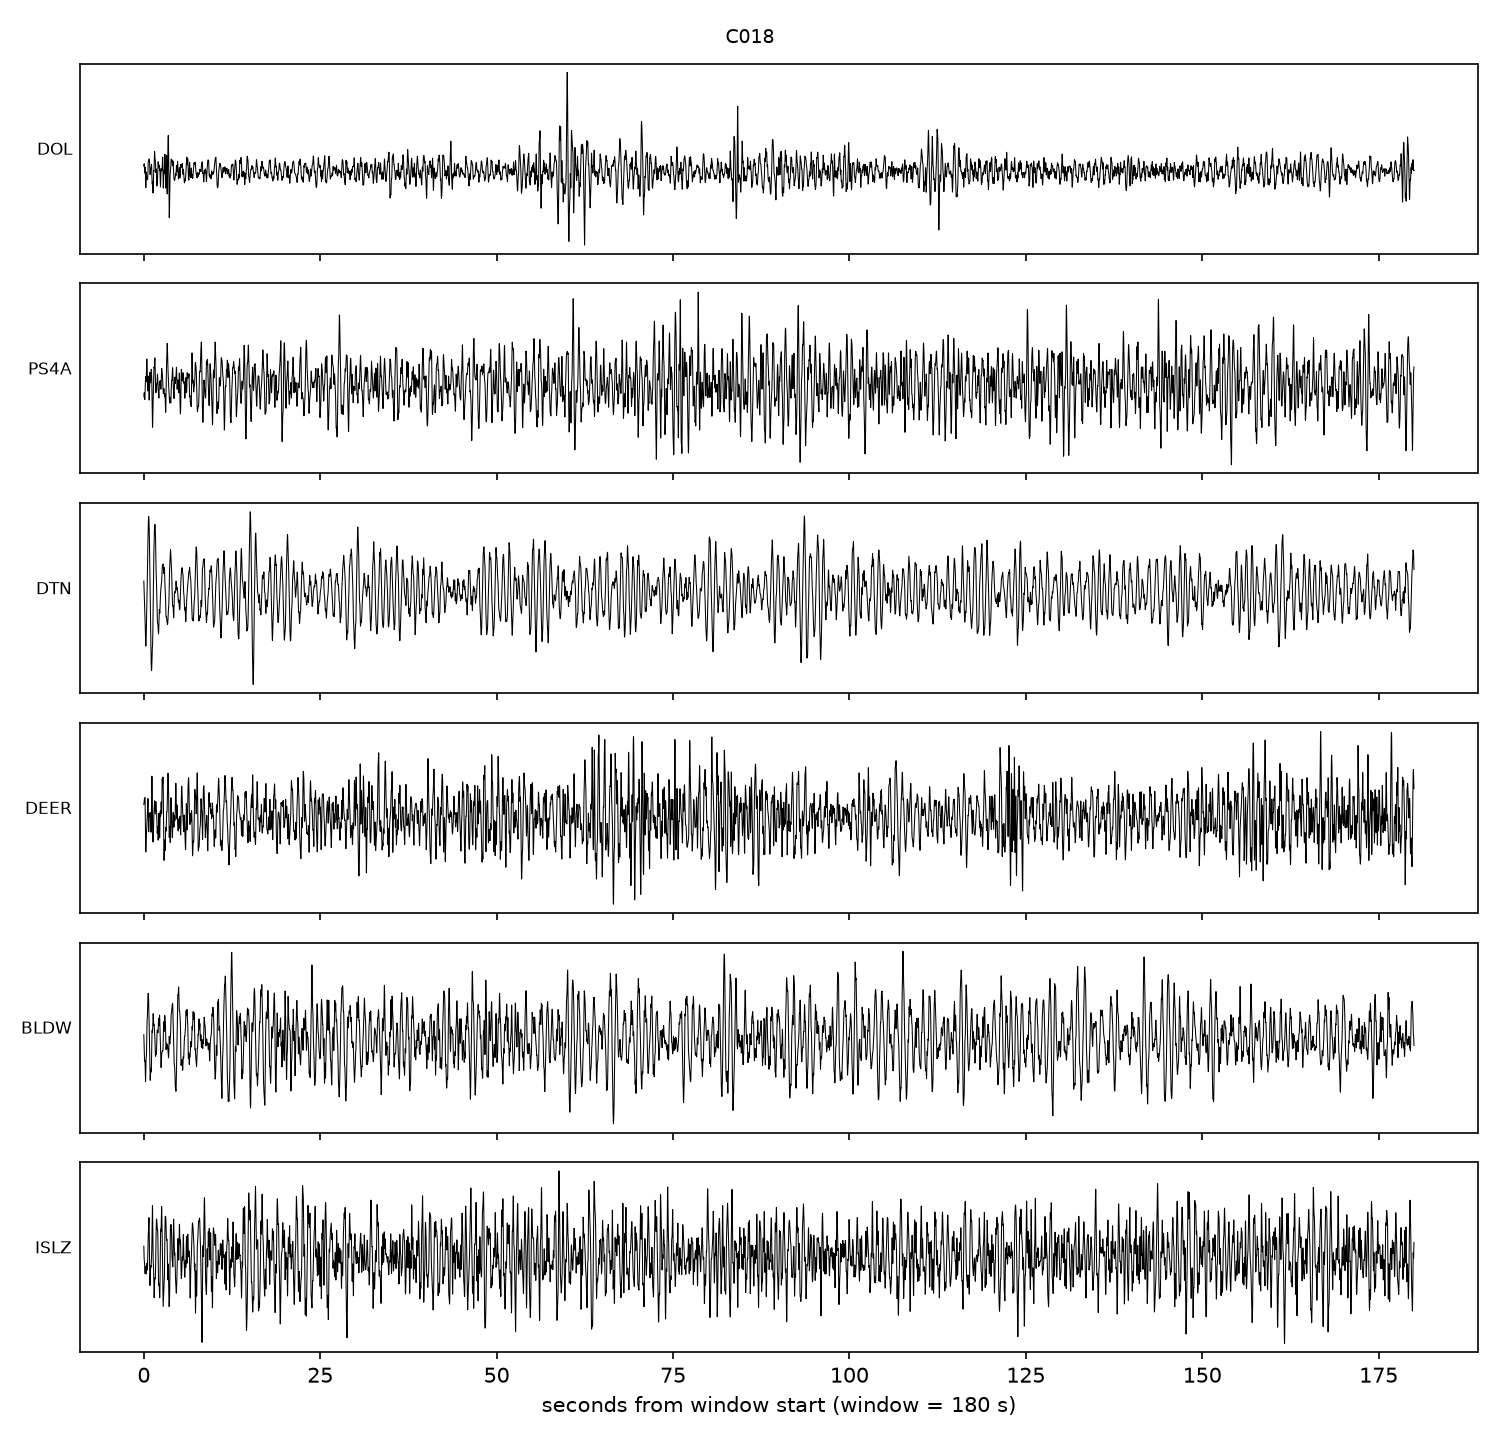 C018
DOL
PS4A
DTN
DEER
BLDW
ISLZ
0 25 50 75 100 125 150 175
seconds from window start (window = 180 s)